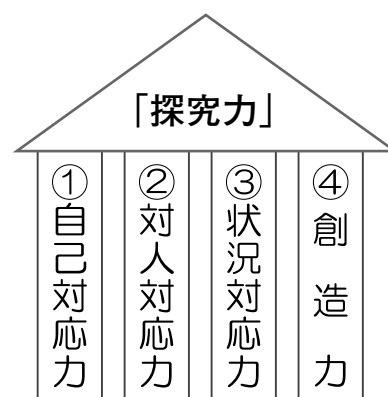 「探究力」
①自己対応力
②対人対応力
③状況対応力
④創造力